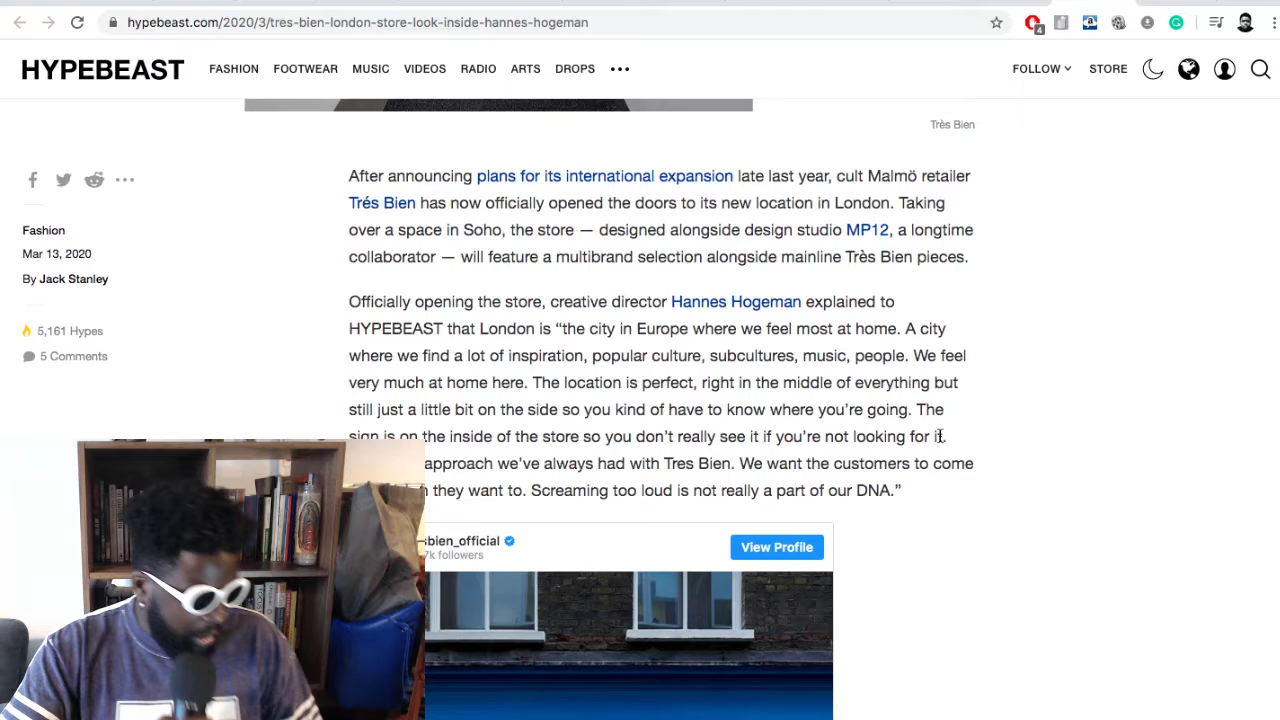 hypebeast.com/2020/3/tres-bien-london-store-look-inside-hannes-hogeman
4
HYPEBEAST
FASHION FOOTWEAR MUSIC VIDEOS RADIO ARTS DROPS
FOLLOW STORE
Très Bien
Fashion
Mar 13, 2020
By Jack Stanley
5,161 Hypes
5 Comments
After announcing plans for its international expansion late last year, cult Malmö retailer
Trés Bien has now officially opened the doors to its new location in London. Taking
over a space in Soho, the store — designed alongside design studio MP12, a longtime
collaborator — will feature a multibrand selection alongside mainline Très Bien pieces.
Officially opening the store, creative director Hannes Hogeman explained to
HYPEBEAST that London is “the city in Europe where we feel most at home. A city
where we find a lot of inspiration, popular culture, subcultures, music, people. We feel
very much at home here. The location is perfect, right in the middle of everything but
still just a little bit on the side so you kind of have to know where you’re going. The
sign is on the inside of the store so you don’t really see it if you’re not looking for it.
approach we’ve always had with Tres Bien. We want the customers to come
they want to. Screaming too loud is not really a part of our DNA.”
sbien_official
7k followers
View Profile